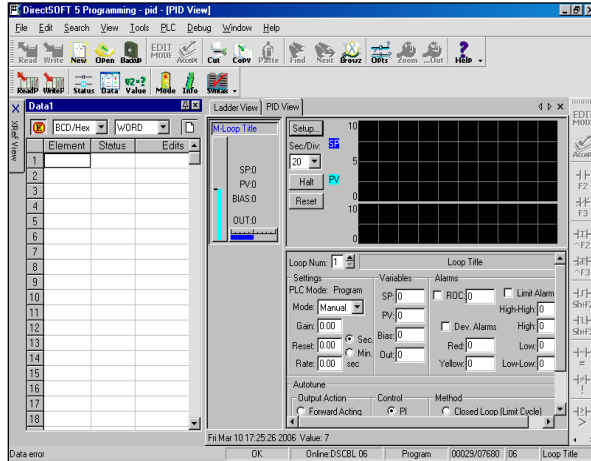 DirectSOFT 5 Programming - pid - [PID View]
File Edit Search View Tools PLC Debug Window Help
Read Write New Open Backup EDIT MODE Accept Cut Copy Paste Find Next Browz Opts Zoom ...Out Help
ReadP WriteP Status Data Value Mode Info Syntax
XRef View
Data1
BCD/Hex WORD
Element Status Edits
1
2
3
4
5
6
7
8
9
10
11
12
13
14
15
16
17
18
Ladder View PID View
M-Loop Title
SP:0
PV:0
BIAS:0
OUT:0
Setup...
Sec/Div:
20
Halt
Reset
SP
PV
10
5
0
10
0
Loop Num: 1 Loop Title
Settings Variables Alarms
PLC Mode: Program
Mode: Manual
Gain: 0.00
Reset: 0.00 Sec. Min.
Rate: 0.00 sec
SP: 0
PV: 0
Bias: 0
Out: 0
ROC: 0 Limit Alarm
High-High: 0
Dev. Alarms High: 0
Red: 0 Low: 0
Yellow: 0 Low-Low: 0
Autotune
Output Action Control Method
Forward Acting PI Closed Loop (Limit Cycle)
Fri Mar 10 17:25:26 2006 Value: 7
EDIT
MODE
Accept
F2
F3
^F2
^F3
ShfF2
ShfF3
=
!
>
Data error OK Online:DSCBL 06 Program 00029/07680 06 Loop Title